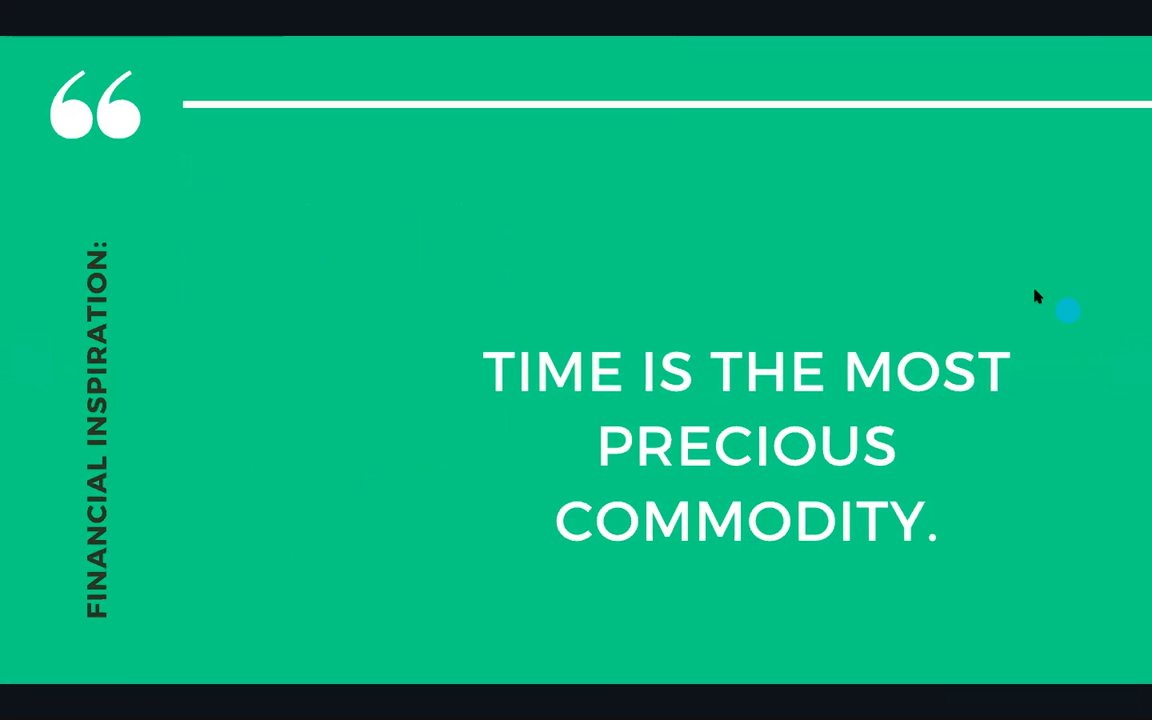 “
FINANCIAL INSPIRATION:
TIME IS THE MOST
PRECIOUS
COMMODITY.